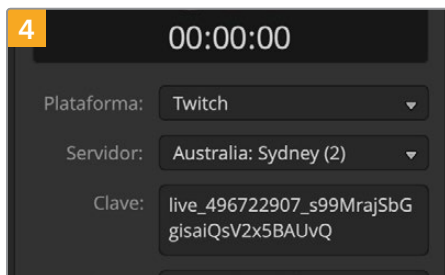 4
00:00:00
Plataforma: Twitch
Servidor: Australia: Sydney (2)
Clave: live_496722907_s99MrajSbG
gisaiQsV2x5BAUvQ